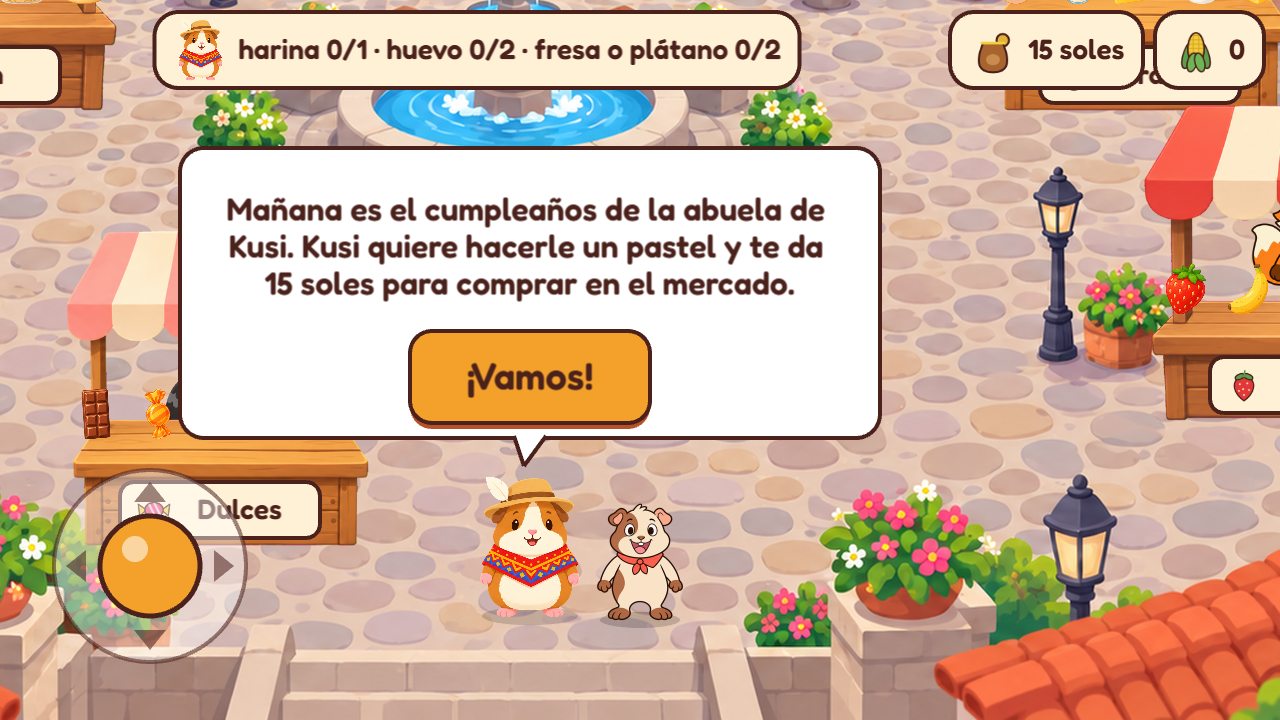 harina 0/1 · huevo 0/2 · fresa o plátano 0/2
15 soles
0
Mañana es el cumpleaños de la abuela de
Kusi. Kusi quiere hacerle un pastel y te da
15 soles para comprar en el mercado.
¡Vamos!
Dulces